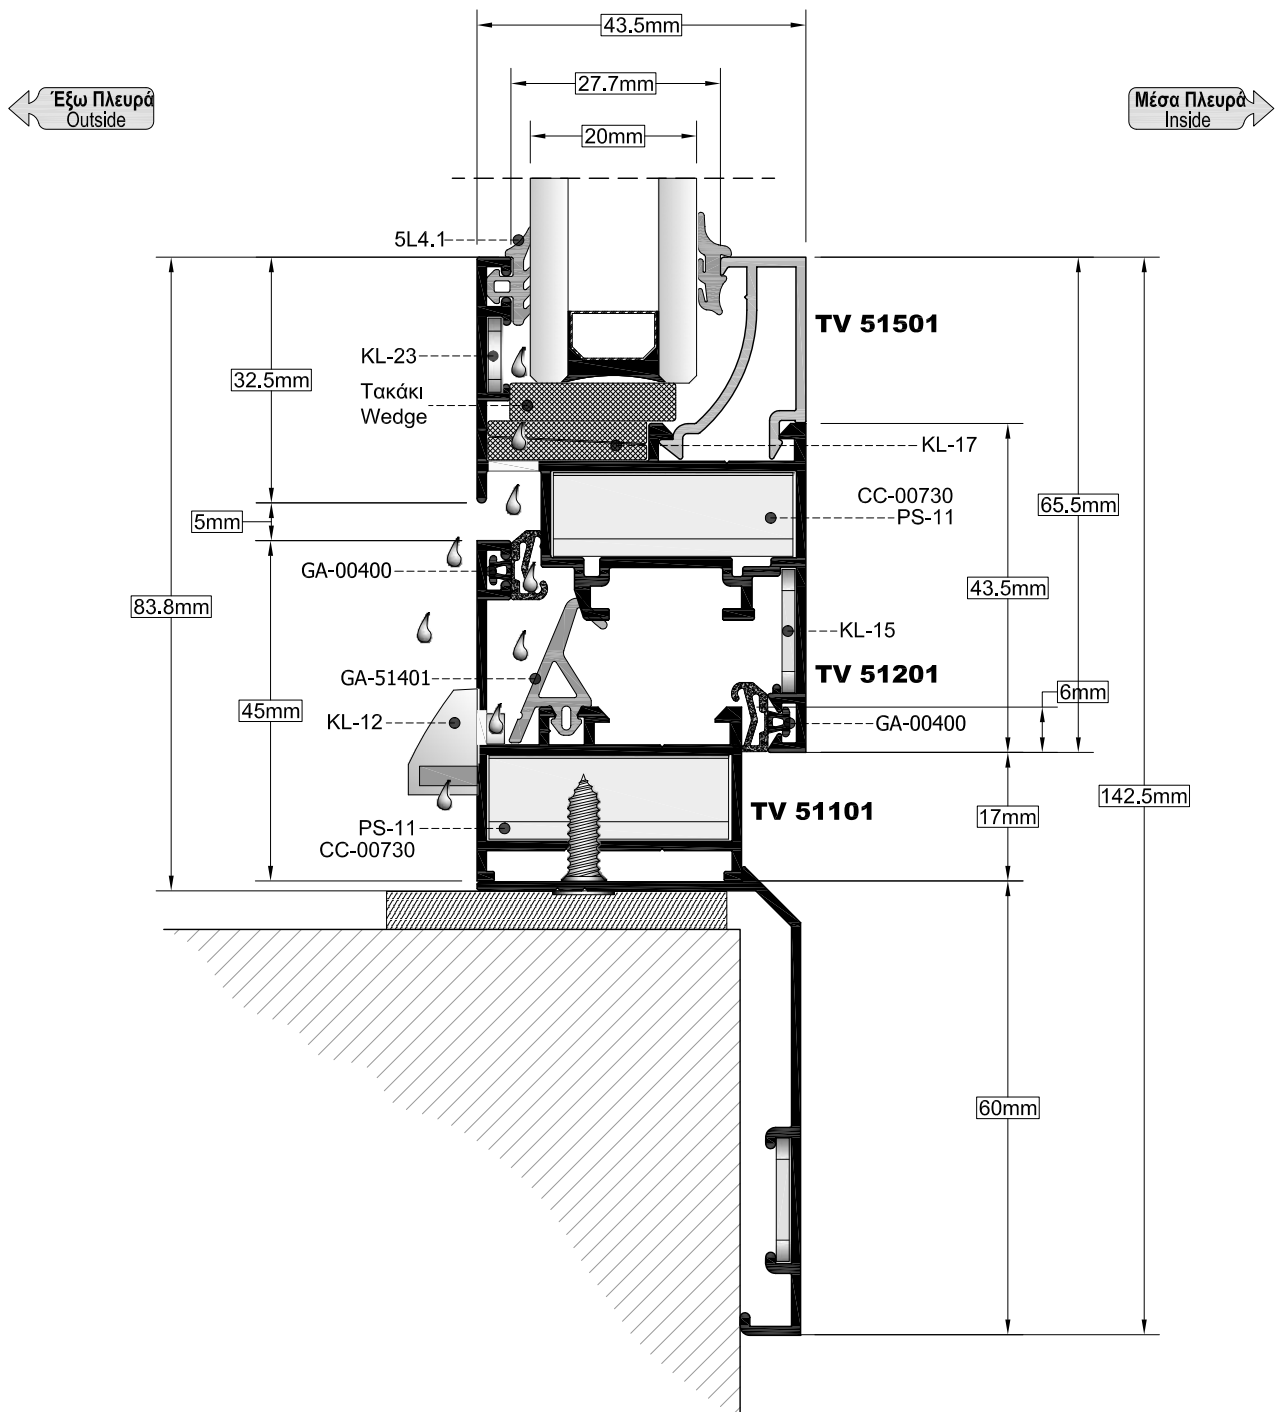 43.5mm
27.7mm
20mm
Έξω Πλευρά
Outside
Μέσα Πλευρά
Inside
5L4.1
TV 51501
KL-23
32.5mm
Τακάκι
Wedge
KL-17
CC-00730
PS-11
65.5mm
5mm
GA-00400
83.8mm
43.5mm
KL-15
GA-51401
TV 51201
6mm
45mm
KL-12
GA-00400
142.5mm
TV 51101
17mm
PS-11
CC-00730
60mm